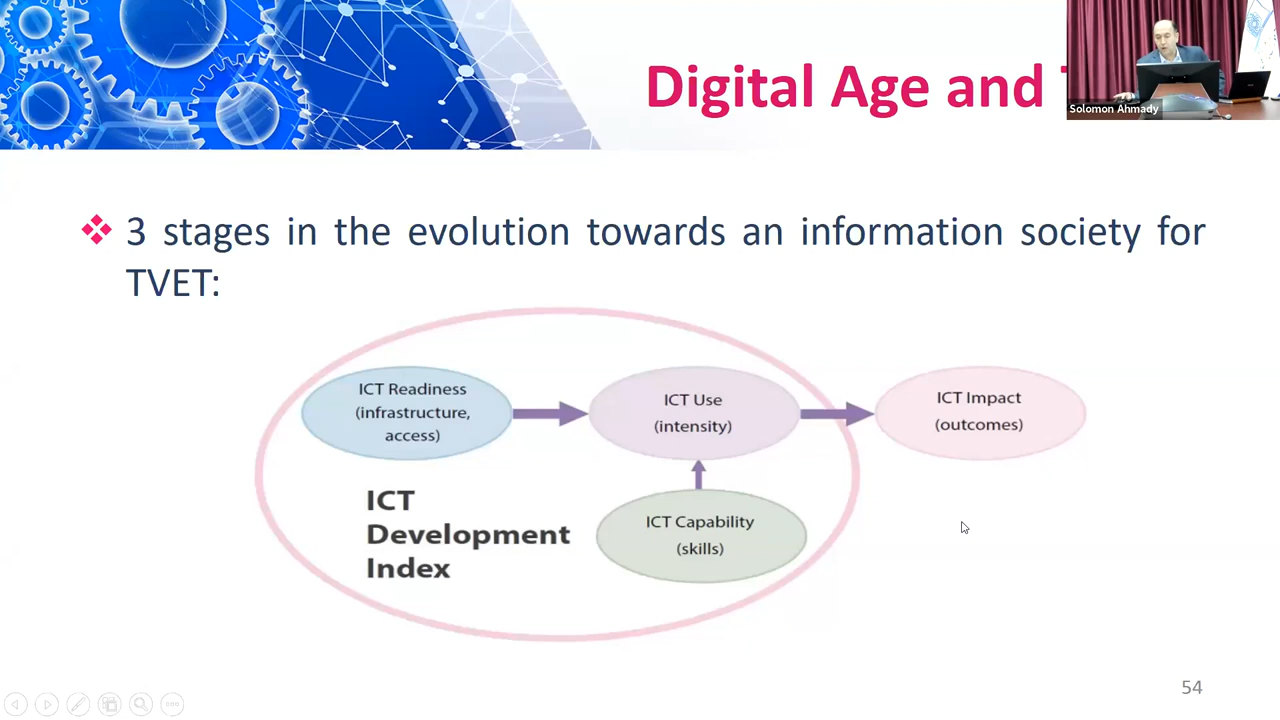 Digital Age and
Solomon Ahmady
3 stages in the evolution towards an information society for
TVET:
ICT Readiness
(infrastructure,
access)
ICT Use
(intensity)
ICT Impact
(outcomes)
ICT
Development
Index
ICT Capability
(skills)
54